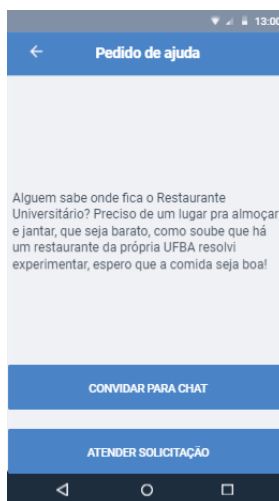 13:00
Pedido de ajuda
Alguem sabe onde fica o Restaurante
Universitário? Preciso de um lugar pra almoçar
e jantar, que seja barato, como soube que há
um restaurante da própria UFBA resolvi
experimentar, espero que a comida seja boa!
CONVIDAR PARA CHAT
ATENDER SOLICITAÇÃO